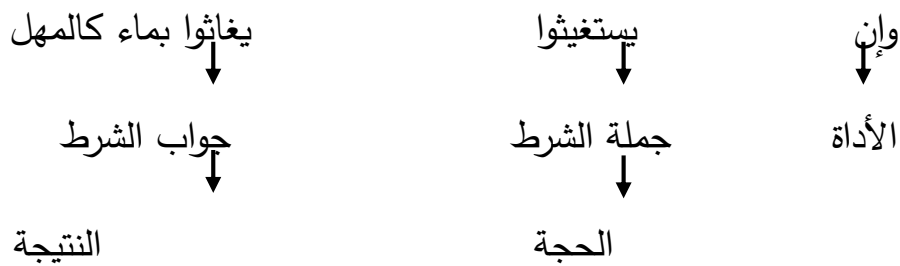 وإن يستغيثوا يغاثوا بماء كالمهل
الأداة جملة الشرط جواب الشرط
الحجة النتيجة